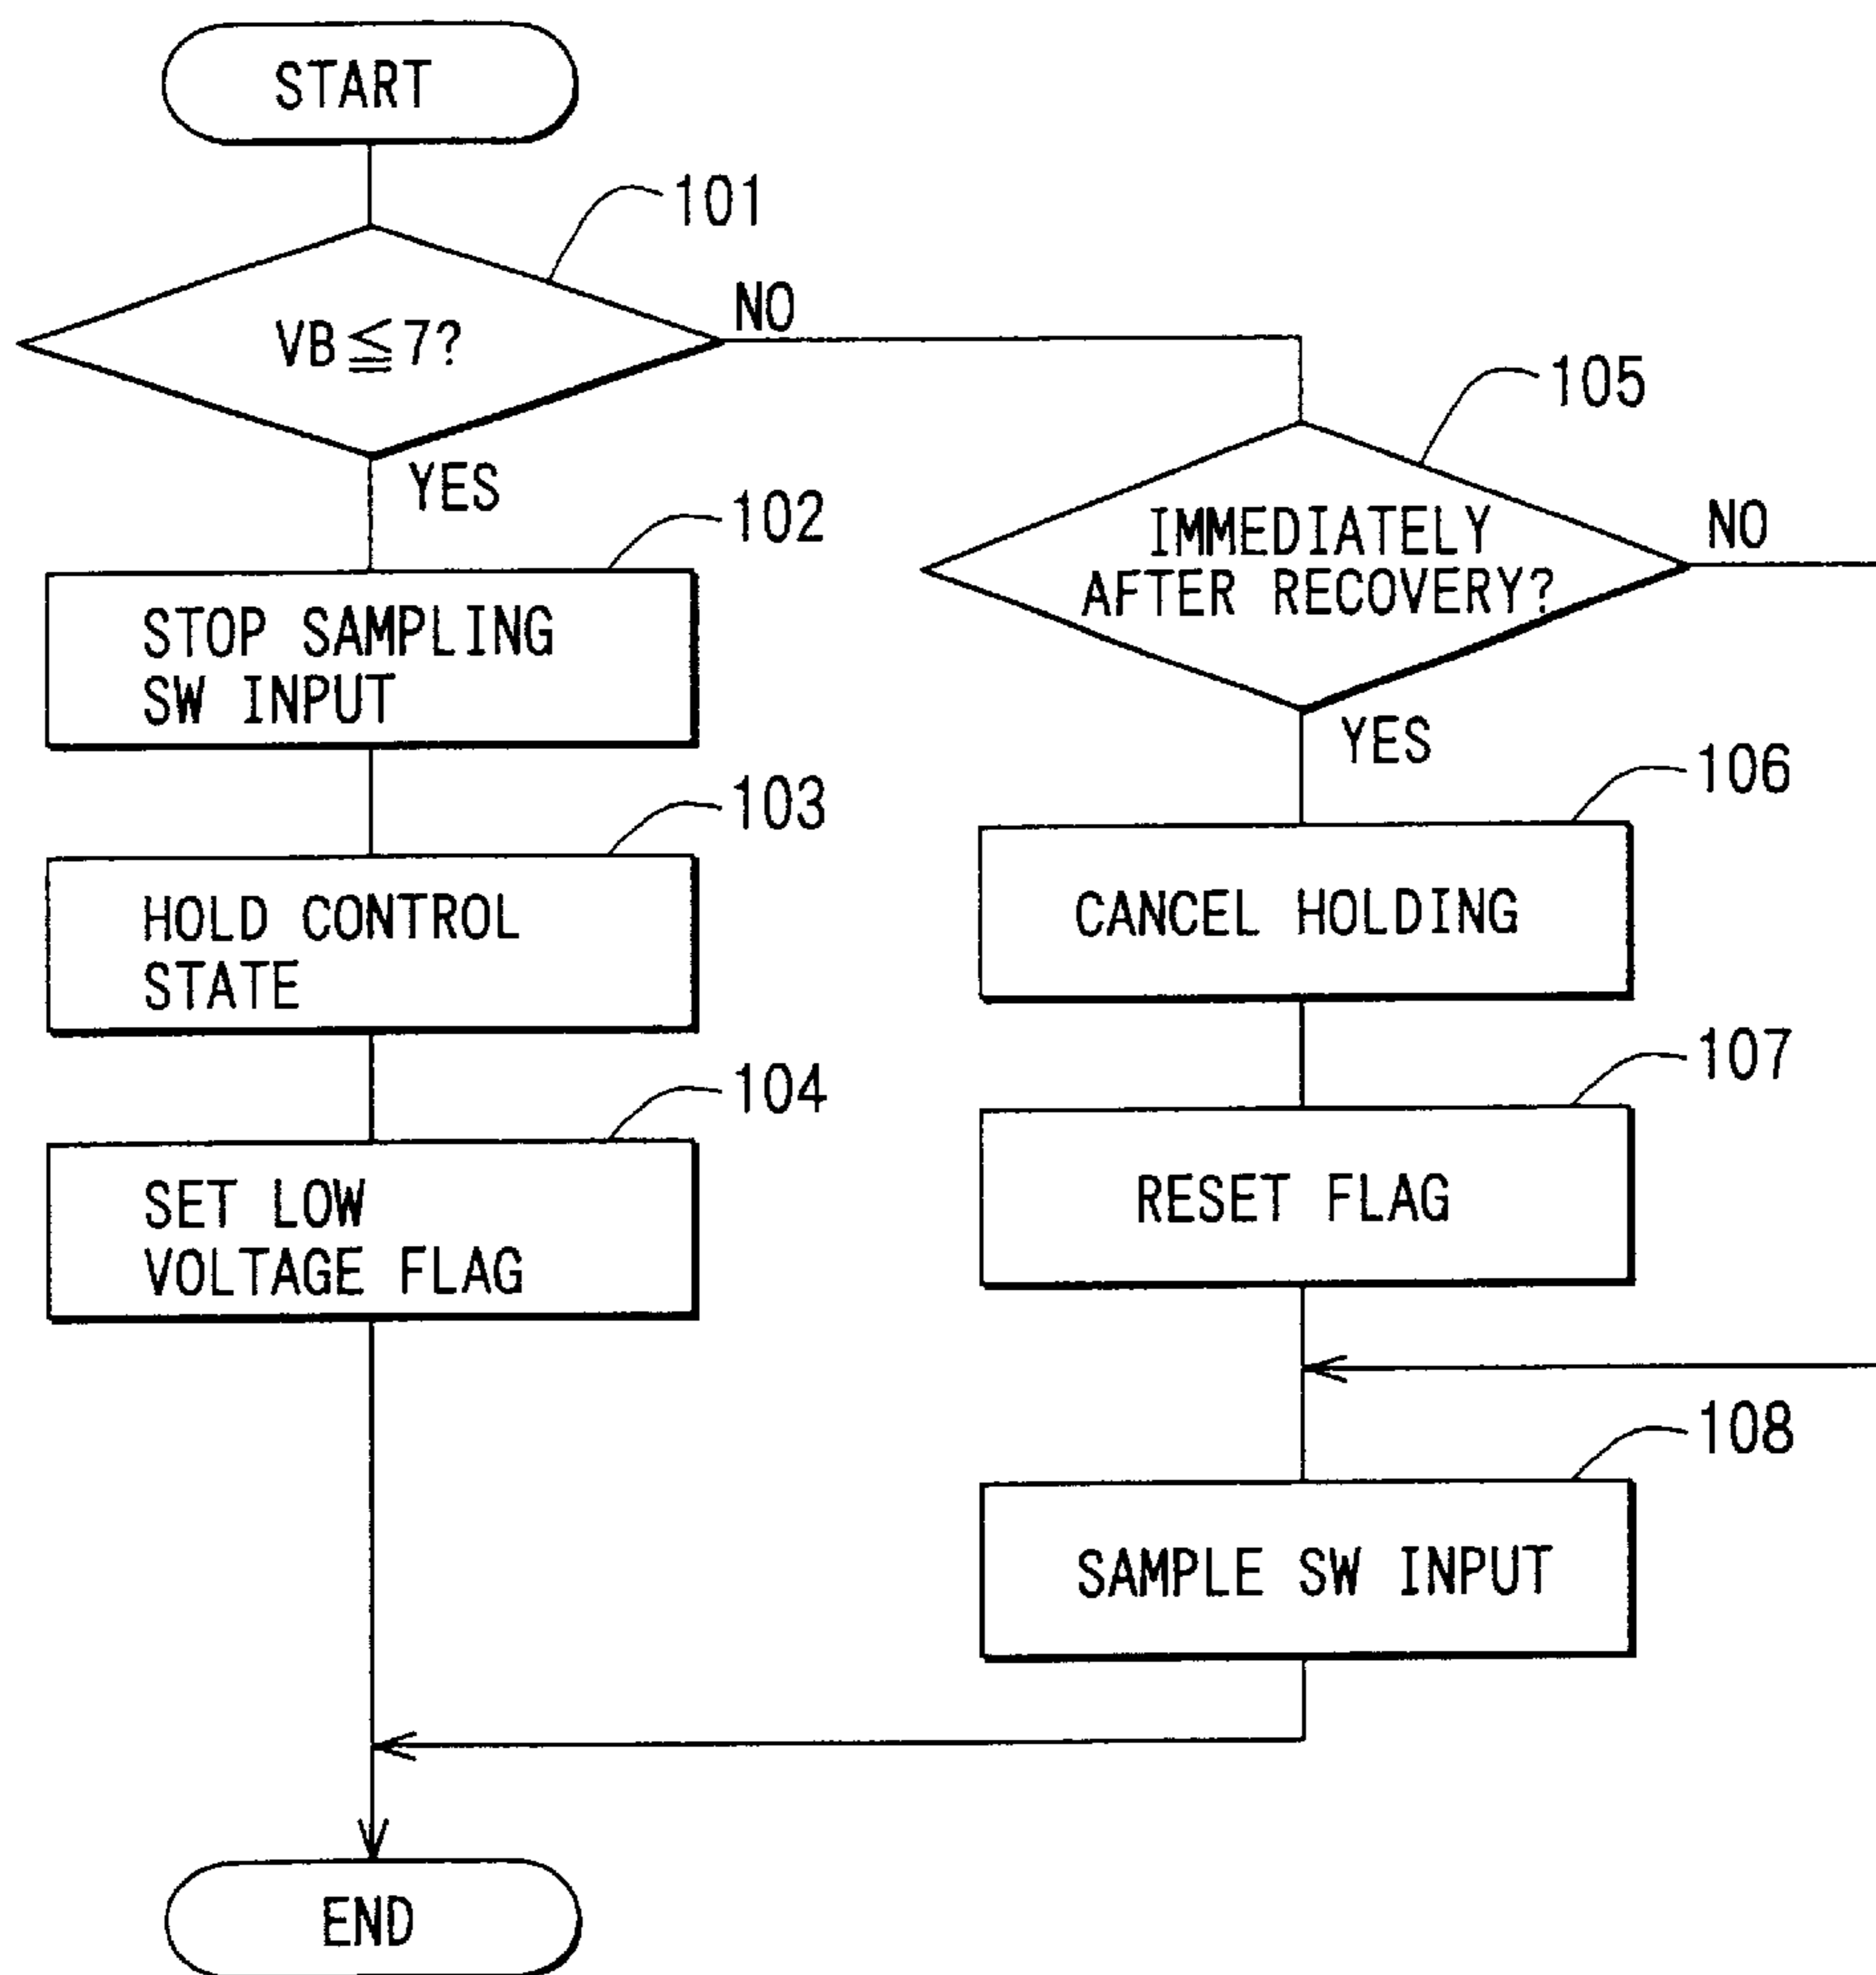 START
101
VB≦7?
NO
YES
102
STOP SAMPLING
SW INPUT
103
HOLD CONTROL
STATE
104
SET LOW
VOLTAGE FLAG
105
IMMEDIATELY
AFTER RECOVERY?
NO
YES
106
CANCEL HOLDING
107
RESET FLAG
108
SAMPLE SW INPUT
END